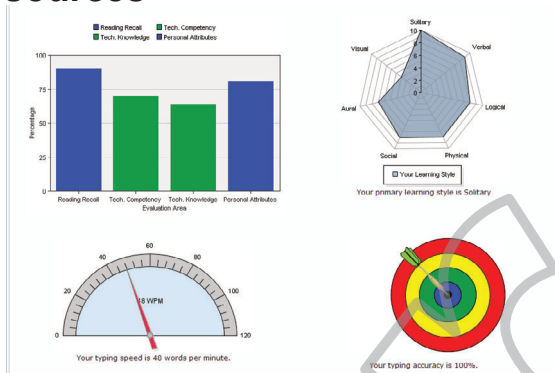 sources
Reading Recall Tech. Competency
Tech. Knowledge Personal Attributes
100
75
50
25
0
Percentage
Reading Recall Tech. Competency Tech. Knowledge Personal Attributes
Evaluation Area
Solitary
Verbal
Logical
Physical
Social
Aural
Visual
10
8
6
4
2
0
Your Learning Style
Your primary learning style is Solitary
0
20
40
60
80
100
120
WPM
Your typing speed is 48 words per minute.
Your typing accuracy is 100%.